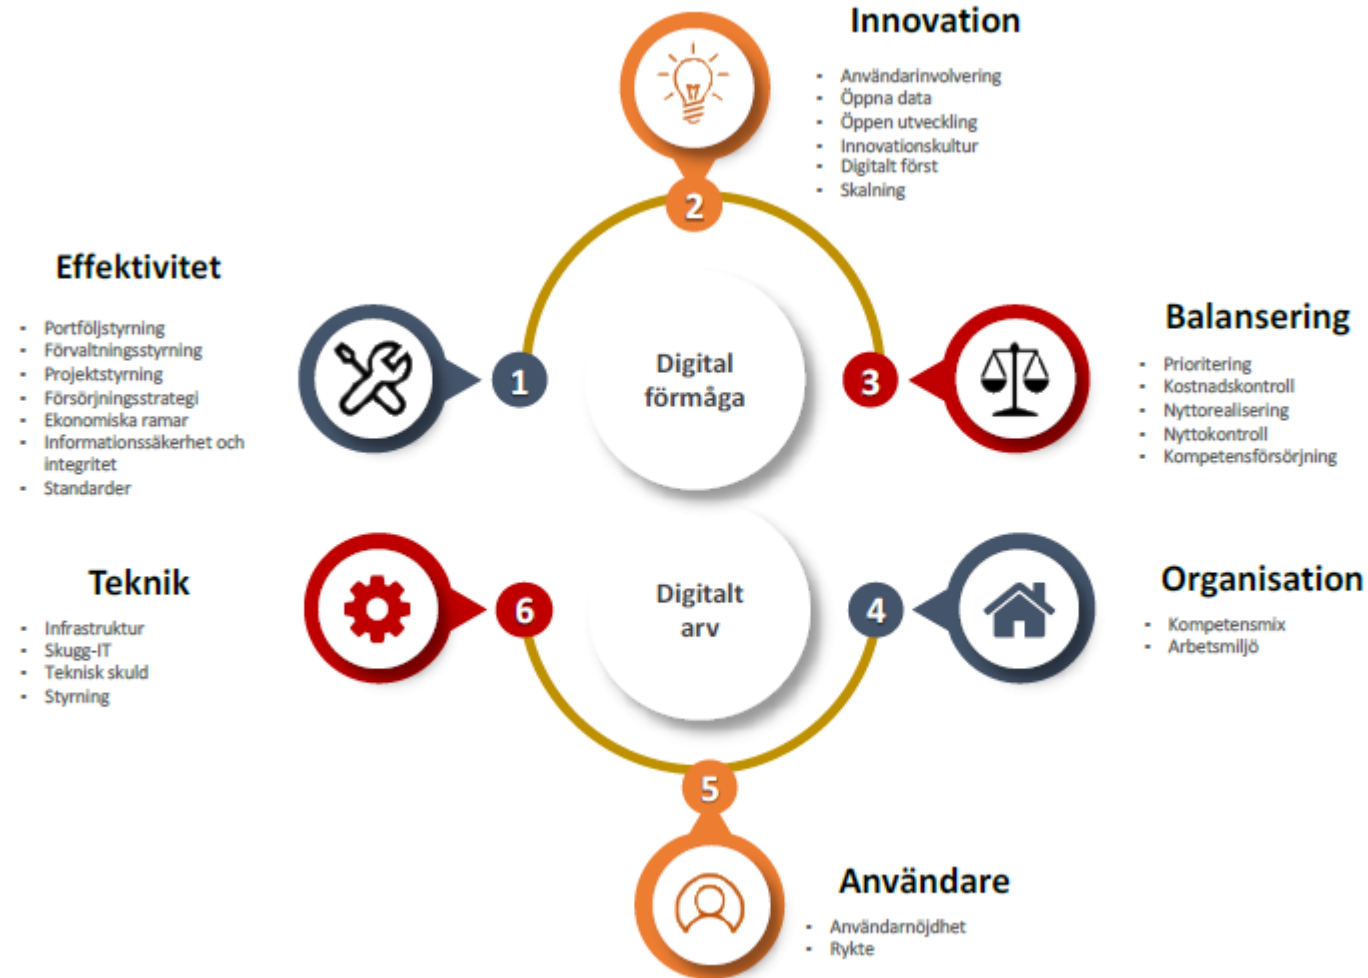 Innovation
- Användarinvolvering
- Öppna data
- Öppen utveckling
- Innovationskultur
- Digitalt först
- Skalning
2
Effektivitet
- Portföljstyrning
- Förvaltningsstyrning
- Projektstyrning
- Försörjningsstrategi
- Ekonomiska ramar
- Informationssäkerhet och
integritet
- Standarder
1
Digital
förmåga
3
Balansering
- Prioritering
- Kostnadskontroll
- Nyttorealisering
- Nyttokontroll
- Kompetensförsörjning
Teknik
- Infrastruktur
- Skugg-IT
- Teknisk skuld
- Styrning
6
Digitalt
arv
4
Organisation
- Kompetensmix
- Arbetsmiljö
5
Användare
- Användarnöjdhet
- Rykte